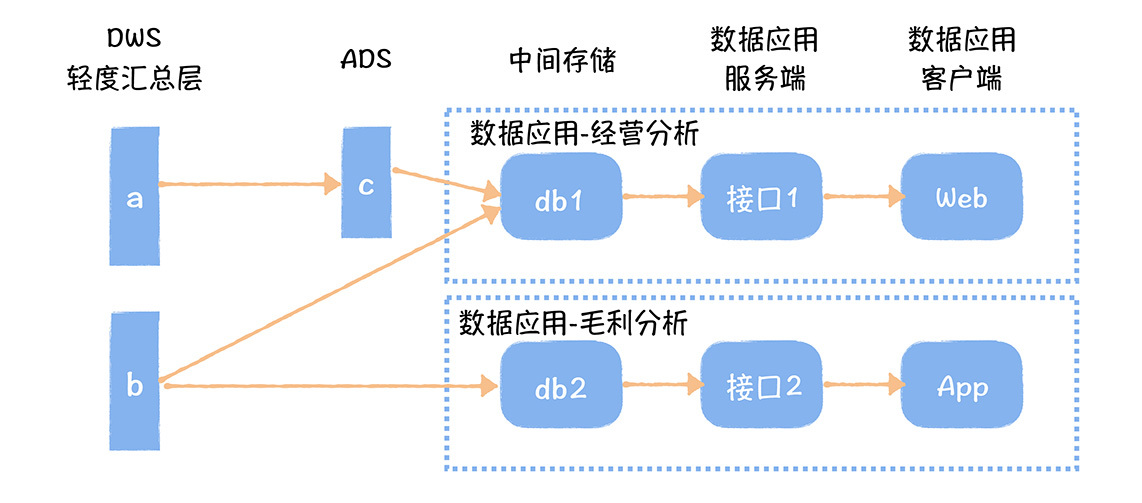 DWS
轻度汇总层
ADS
中间存储
数据应用
服务端
数据应用
客户端
数据应用-经营分析
a
c
db1
接口1
Web
数据应用-毛利分析
b
db2
接口2
App